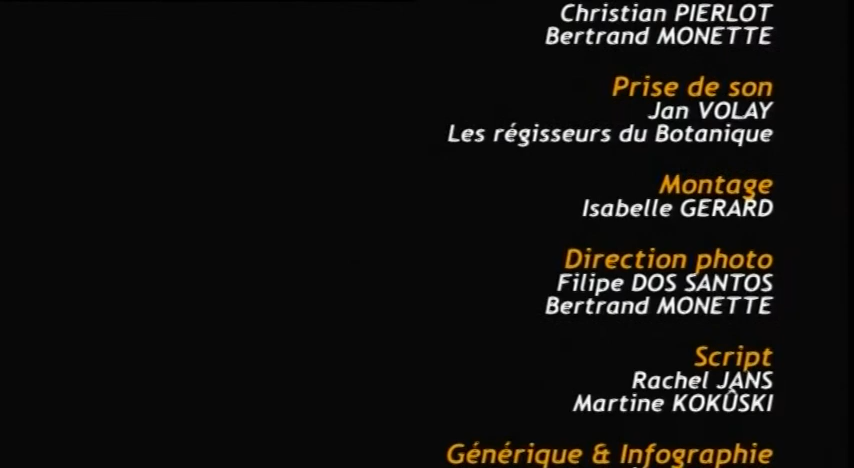 Christian PIERLOT
Bertrand MONETTE
Prise de son
Jan VOLAY
Les régisseurs du Botanique
Montage
Isabelle GERARD
Direction photo
Filipe DOS SANTOS
Bertrand MONETTE
Script
Rachel JANS
Martine KOKÛSKI
Générique & Infographie